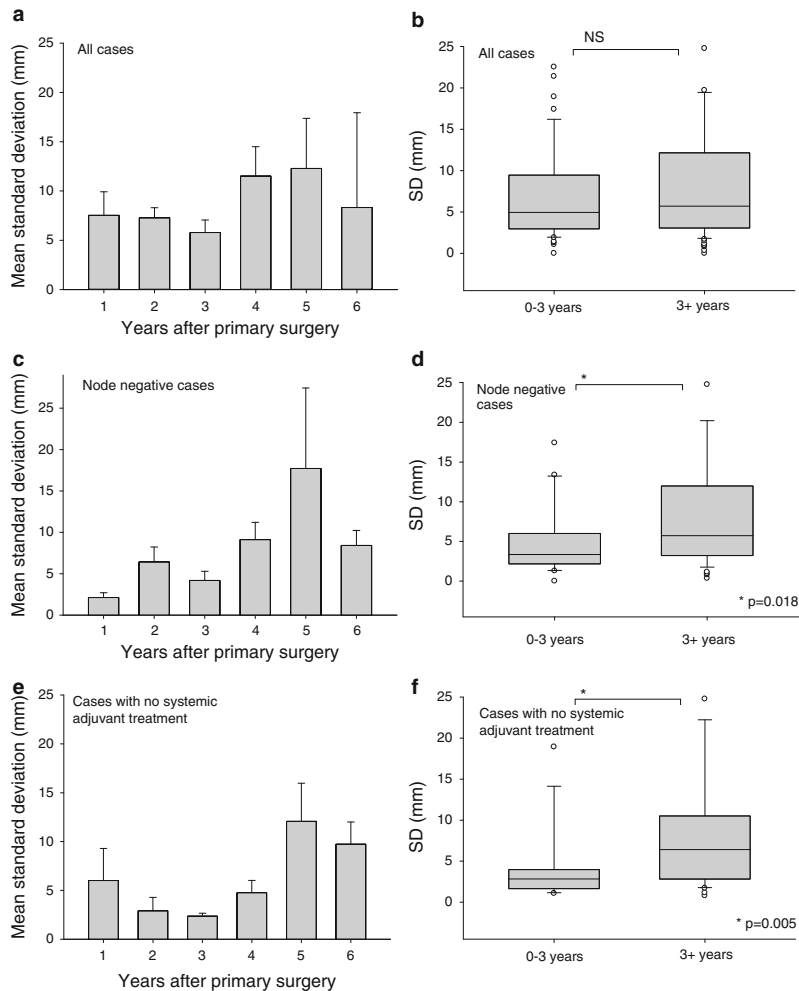 a
All cases
Mean standard deviation (mm)
25
20
15
10
5
0
1 2 3 4 5 6
Years after primary surgery
b
All cases
NS
SD (mm)
25
20
15
10
5
0
0-3 years 3+ years
c
Node negative cases
Mean standard deviation (mm)
25
20
15
10
5
0
1 2 3 4 5 6
Years after primary surgery
d
Node negative
cases
*
SD (mm)
25
20
15
10
5
0
* p=0.018
0-3 years 3+ years
e
Cases with no systemic
adjuvant treatment
Mean standard deviation (mm)
25
20
15
10
5
0
1 2 3 4 5 6
Years after primary surgery
f
Cases with no systemic
adjuvant treatment
*
SD (mm)
25
20
15
10
5
0
* p=0.005
0-3 years 3+ years